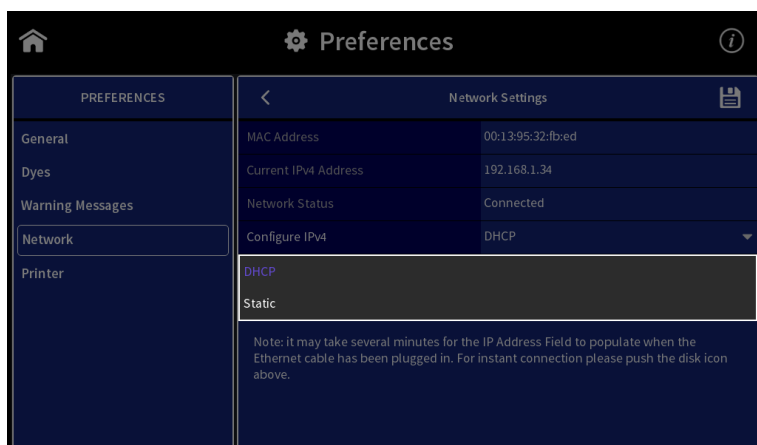 Preferences
i
PREFERENCES
Network Settings
General
Dyes
Warning Messages
Network
Printer
MAC Address 00:13:95:32:fb:ed
Current IPv4 Address 192.168.1.34
Network Status Connected
Configure IPv4 DHCP
DHCP
Static
Note: it may take several minutes for the IP Address Field to populate when the
Ethernet cable has been plugged in. For instant connection please push the disk icon
above.